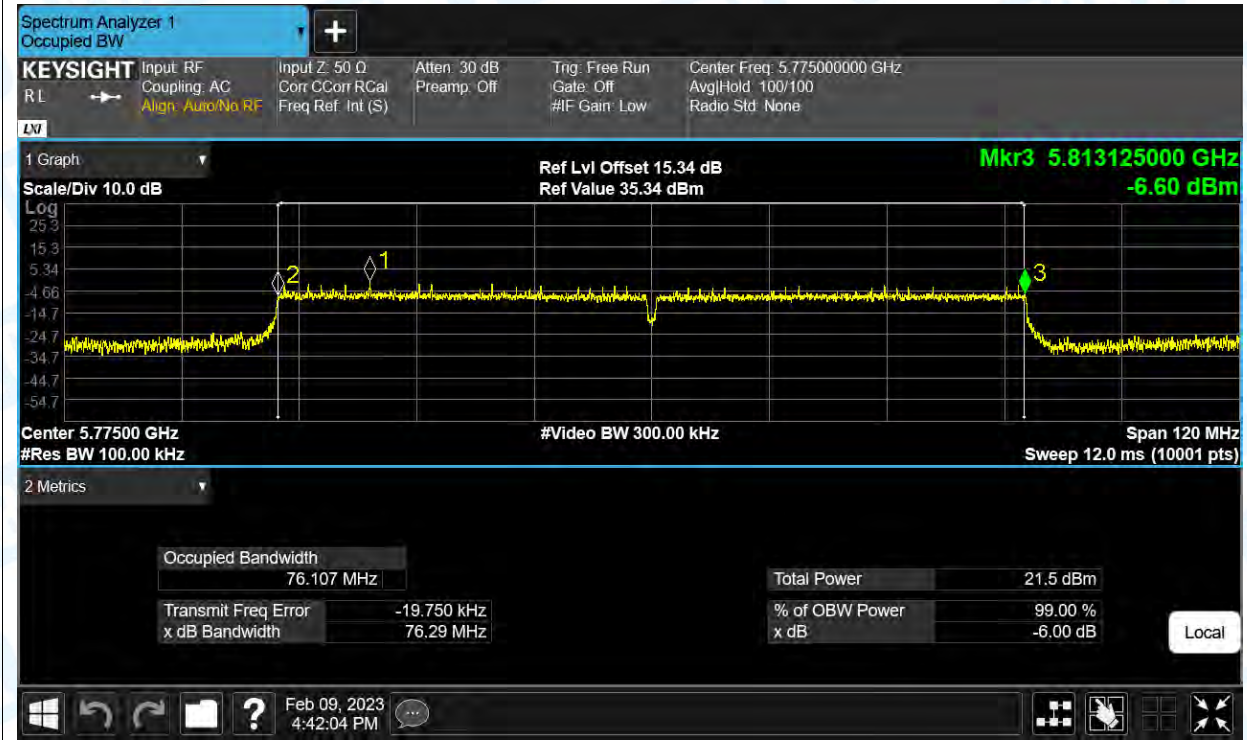 Spectrum Analyzer 1
Occupied BW
KEYSIGHT
R L
LXI
Input: RF
Coupling: AC
Align: Auto/No RF
Input Z: 50 Ω
Corr CCorr RCal
Freq Ref: Int (S)
Atten: 30 dB
Preamp: Off
Trig: Free Run
Gate: Off
#IF Gain: Low
Center Freq: 5.775000000 GHz
Avg|Hold: 100/100
Radio Std: None
1 Graph
Scale/Div 10.0 dB
Ref Lvl Offset 15.34 dB
Ref Value 35.34 dBm
Mkr3 5.813125000 GHz
-6.60 dBm
Log
25.3
15.3
5.34
-4.66
-14.7
-24.7
-34.7
-44.7
-54.7
2
1
3
Center 5.77500 GHz
#Res BW 100.00 kHz
#Video BW 300.00 kHz
Span 120 MHz
Sweep 12.0 ms (10001 pts)
2 Metrics
Occupied Bandwidth
76.107 MHz
Transmit Freq Error -19.750 kHz
x dB Bandwidth 76.29 MHz
Total Power 21.5 dBm
% of OBW Power 99.00 %
x dB -6.00 dB
Local
?
Feb 09, 2023
4:42:04 PM